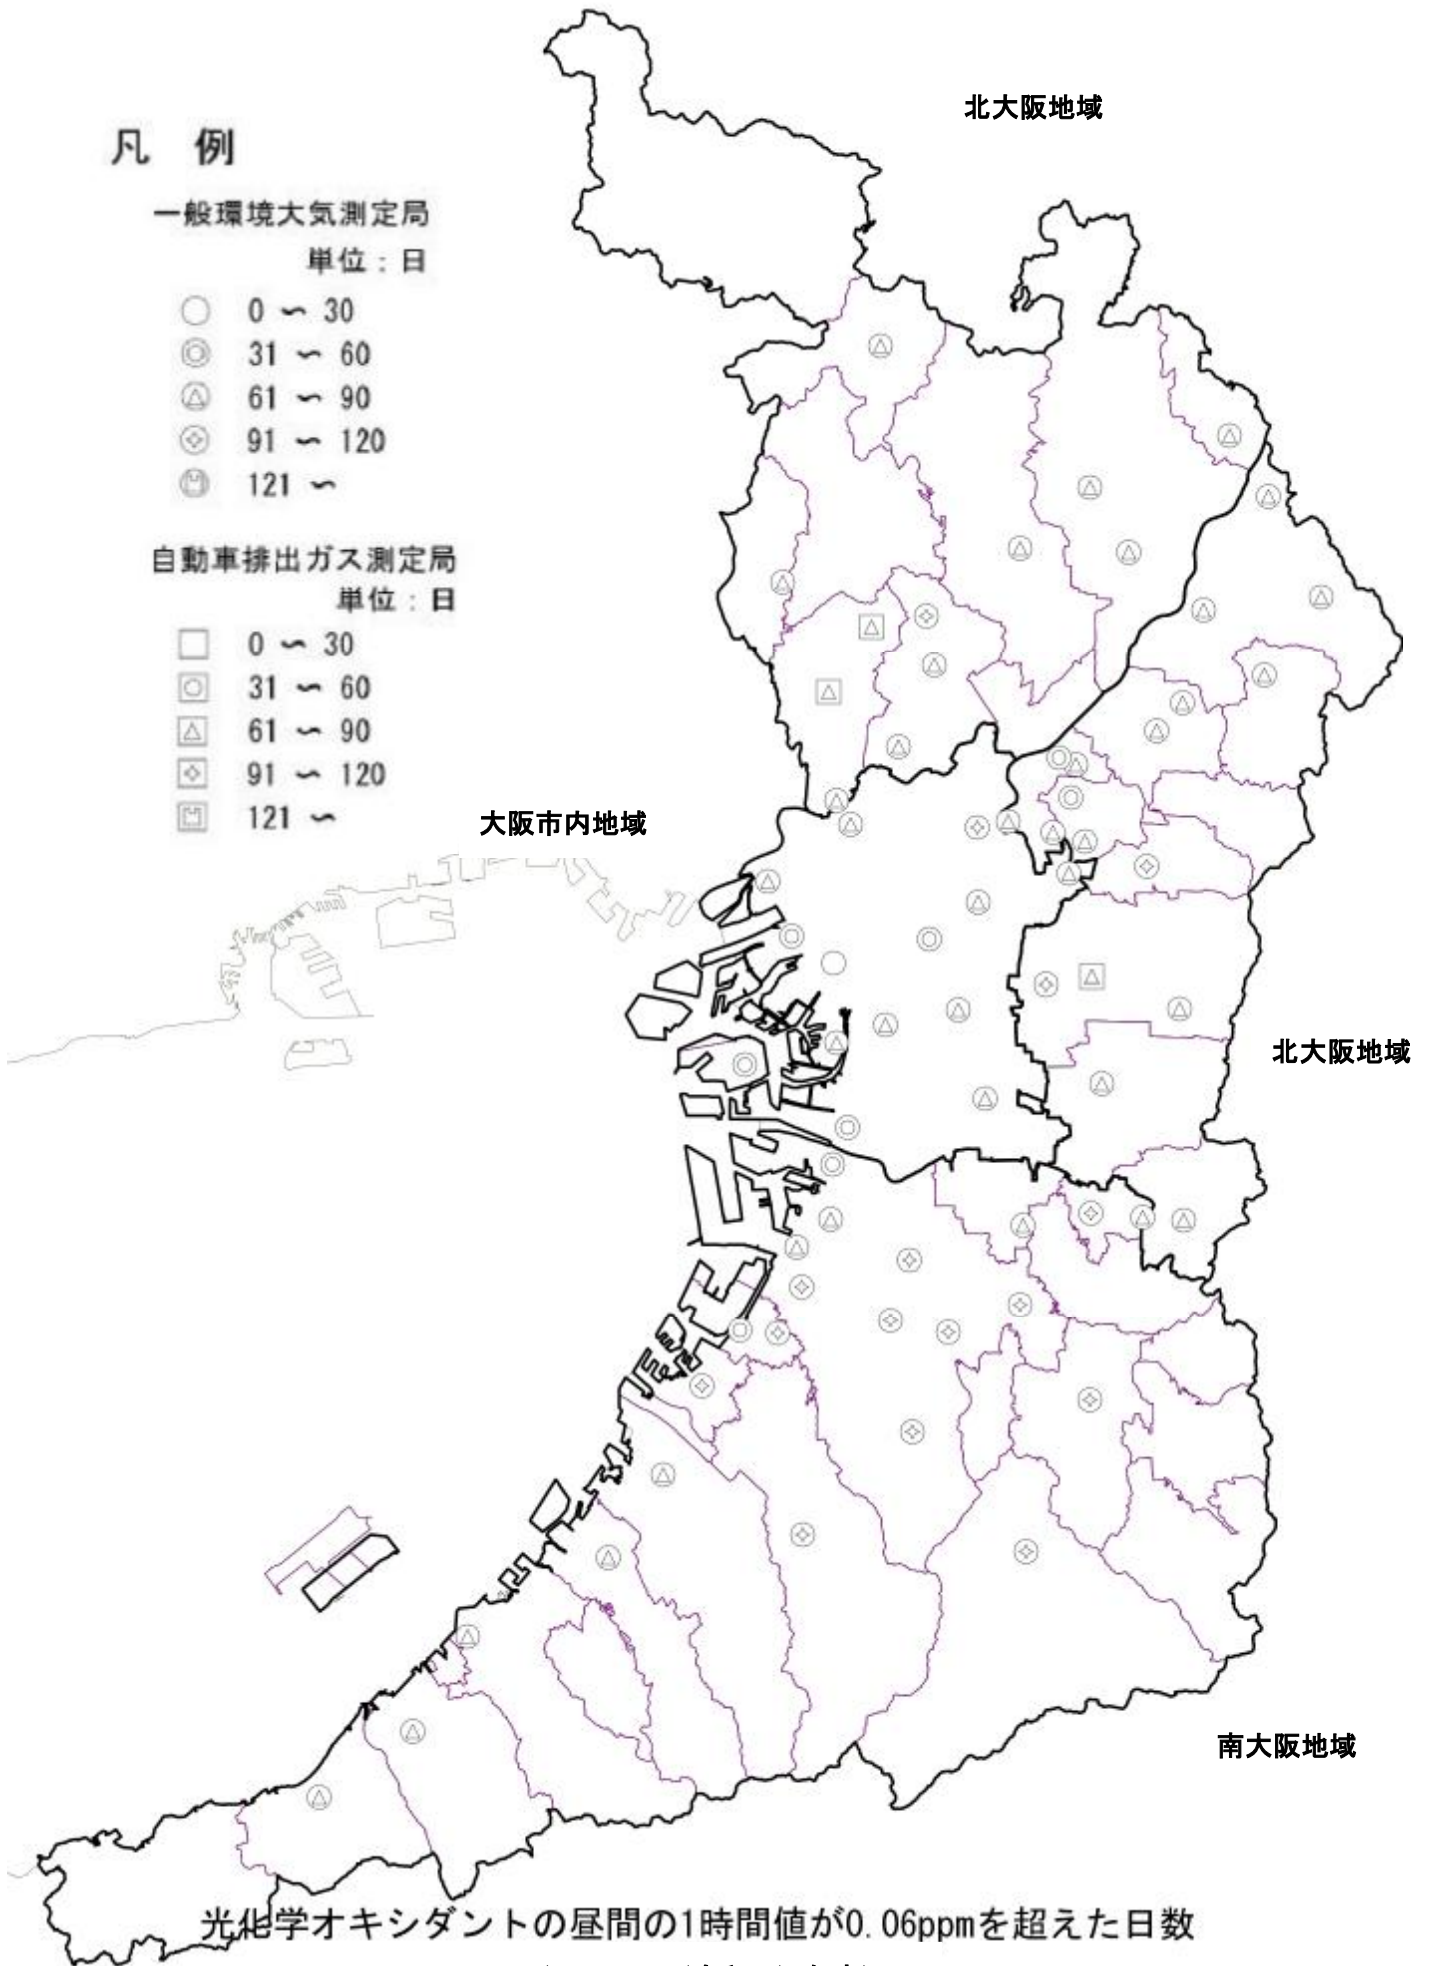 北大阪地域
凡 例
一般環境大気測定局
単位：日
0 ～ 30
31 ～ 60
61 ～ 90
91 ～ 120
121 ～
自動車排出ガス測定局
単位：日
0 ～ 30
31 ～ 60
61 ～ 90
91 ～ 120
121 ～
大阪市内地域
北大阪地域
南大阪地域
光化学オキシダントの昼間の1時間値が0.06ppmを超えた日数